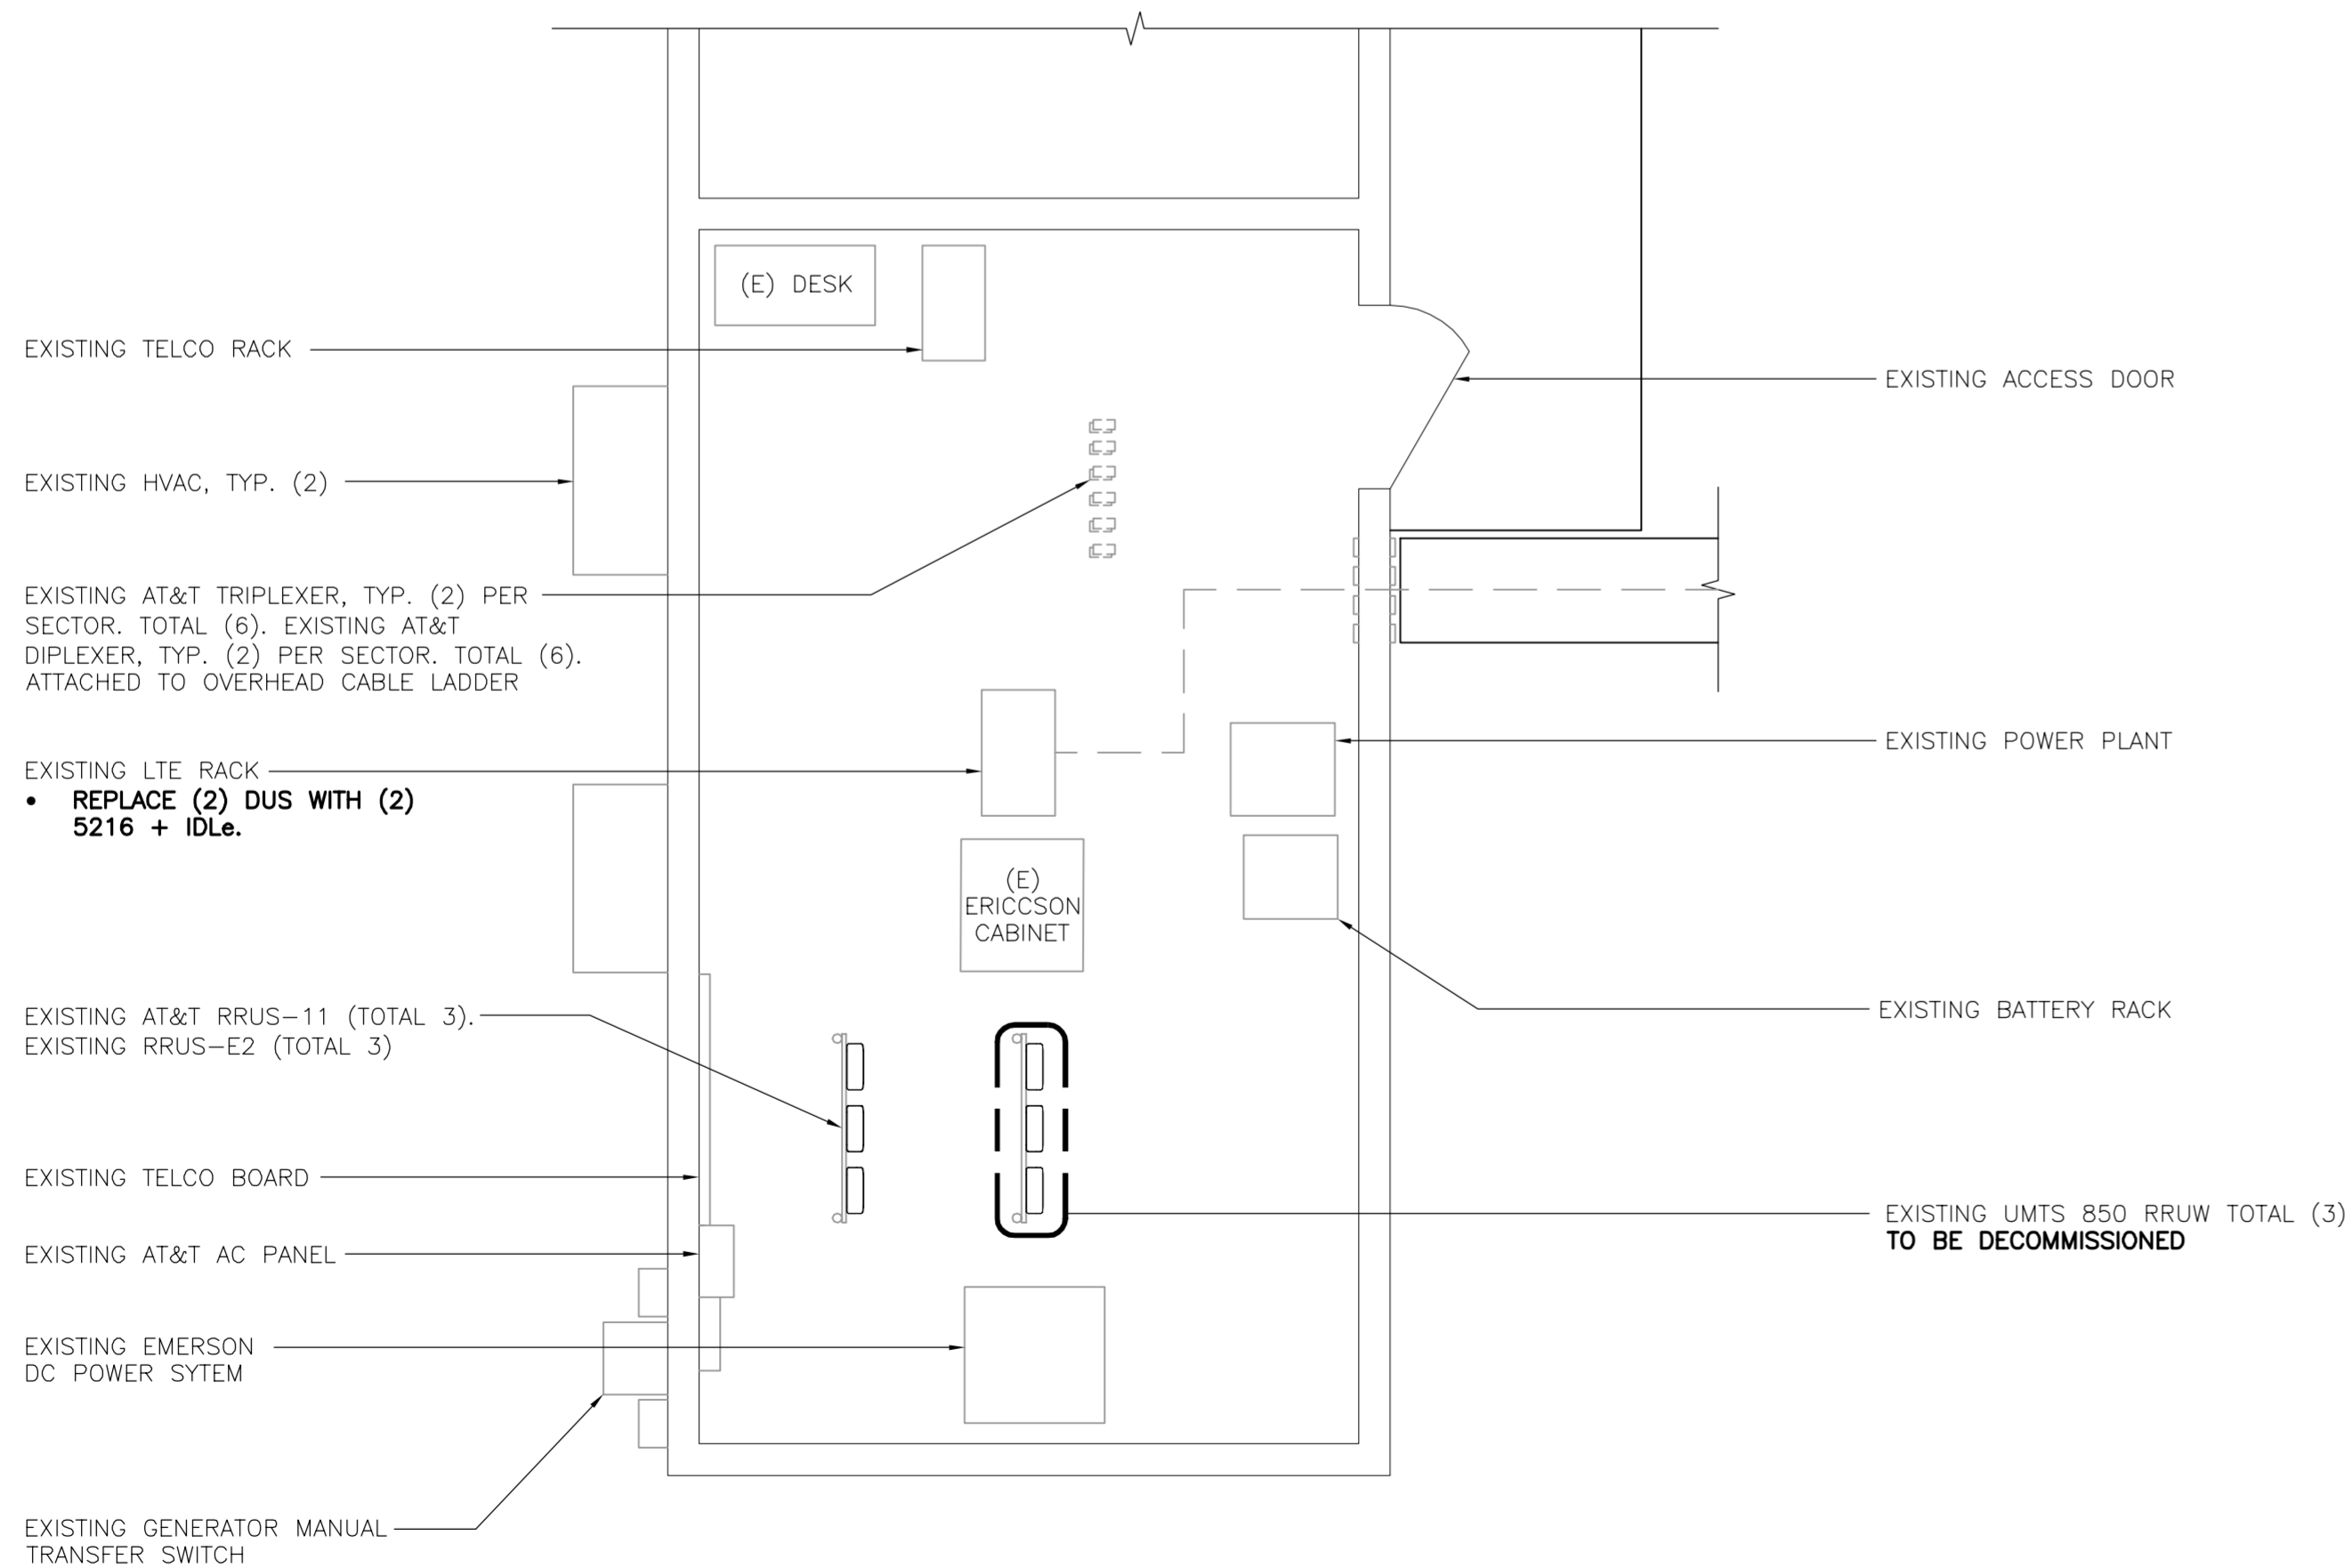 (E) DESK
EXISTING TELCO RACK
EXISTING ACCESS DOOR
EXISTING HVAC, TYP. (2)
EXISTING AT&T TRIPLEXER, TYP. (2) PER
SECTOR. TOTAL (6). EXISTING AT&T
DIPLEXER, TYP. (2) PER SECTOR. TOTAL (6).
ATTACHED TO OVERHEAD CABLE LADDER
EXISTING POWER PLANT
EXISTING LTE RACK
• REPLACE (2) DUS WITH (2)
5216 + IDLe.
(E)
ERICCSON
CABINET
EXISTING AT&T RRUS-11 (TOTAL 3).
EXISTING RRUS-E2 (TOTAL 3)
EXISTING BATTERY RACK
EXISTING TELCO BOARD
EXISTING UMTS 850 RRUW TOTAL (3)
TO BE DECOMMISSIONED
EXISTING AT&T AC PANEL
EXISTING EMERSON
DC POWER SYTEM
EXISTING GENERATOR MANUAL
TRANSFER SWITCH